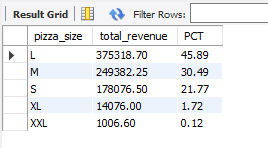 Result Grid Filter Rows:
pizza_size total_revenue PCT
L 375318.70 45.89
M 249382.25 30.49
S 178076.50 21.77
XL 14076.00 1.72
XXL 1006.60 0.12